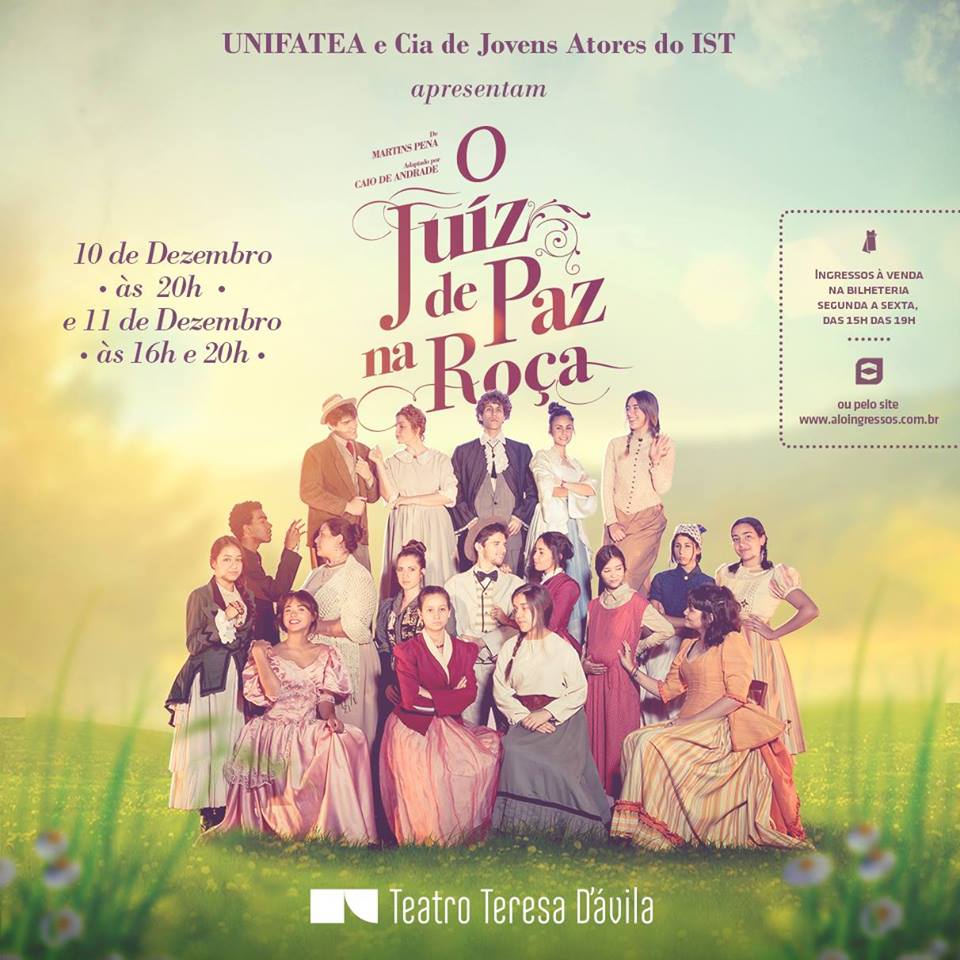 UNIFATEA e Cia de Jovens Atores do IST
apresentam
De
MARTINS PENA
Adaptado por
CAIO DE ANDRADE
O
Juíz
de Paz
na Roça
10 de Dezembro
• às 20h •
e 11 de Dezembro
• às 16h e 20h •
INGRESSOS À VENDA
NA BILHETERIA
SEGUNDA A SEXTA,
DAS 15H DAS 19H
ou pelo site
www.aloingressos.com.br
Teatro Teresa D'ávila